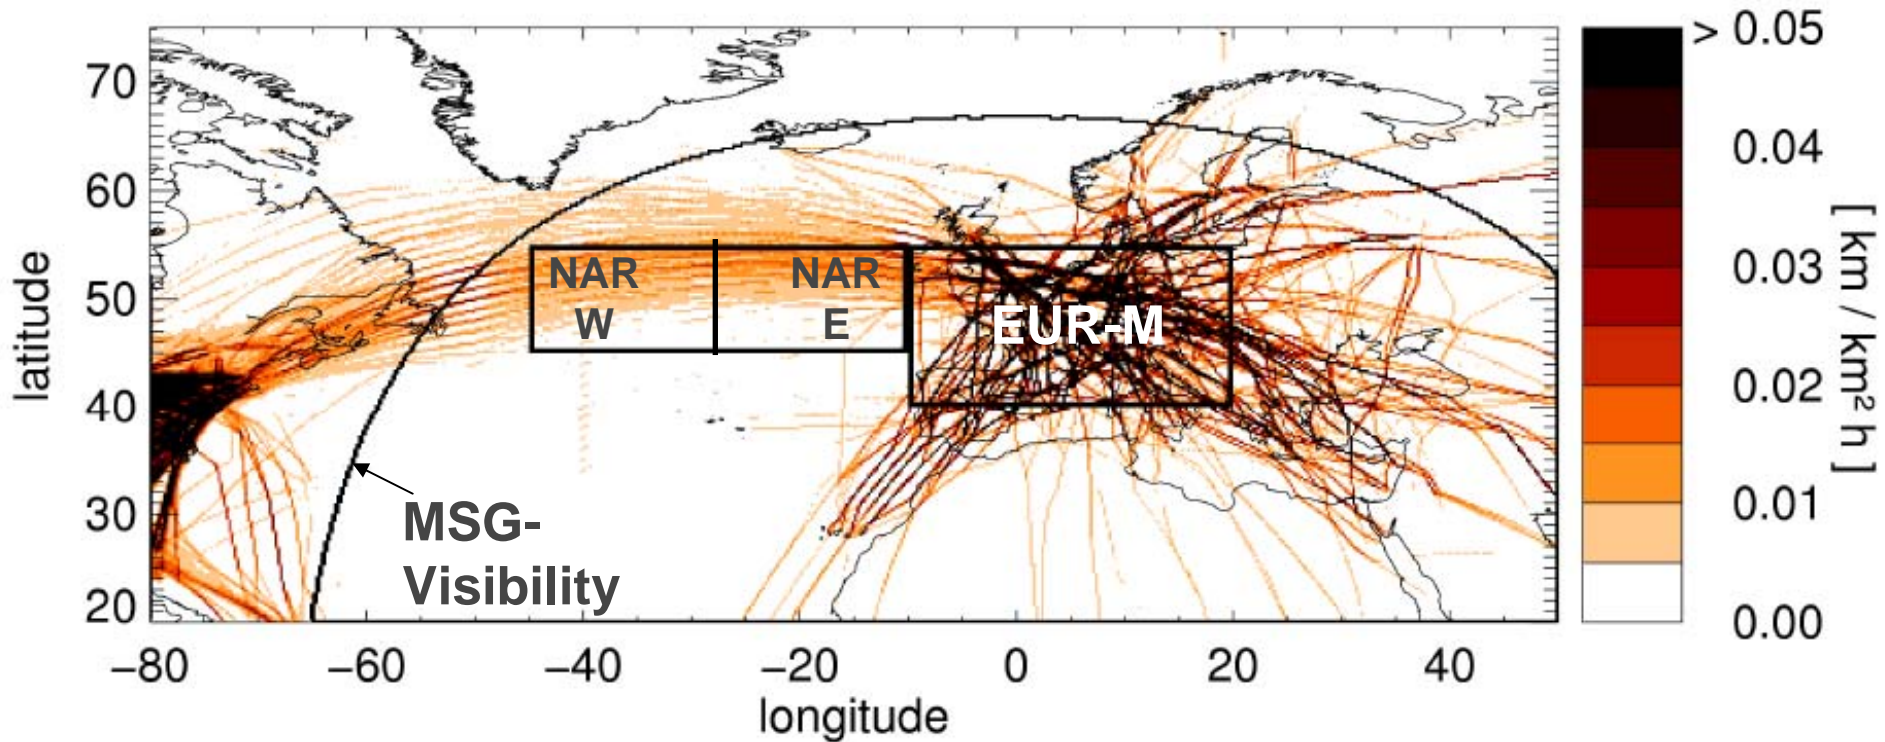 > 0.05
70
0.04
60
latitude
50
NAR
W
NAR
E
EUR-M
0.03
[ km / km² h ]
40
0.02
30
MSG-
Visibility
0.01
20
0.00
−80
−60
−40
−20
0
20
40
longitude